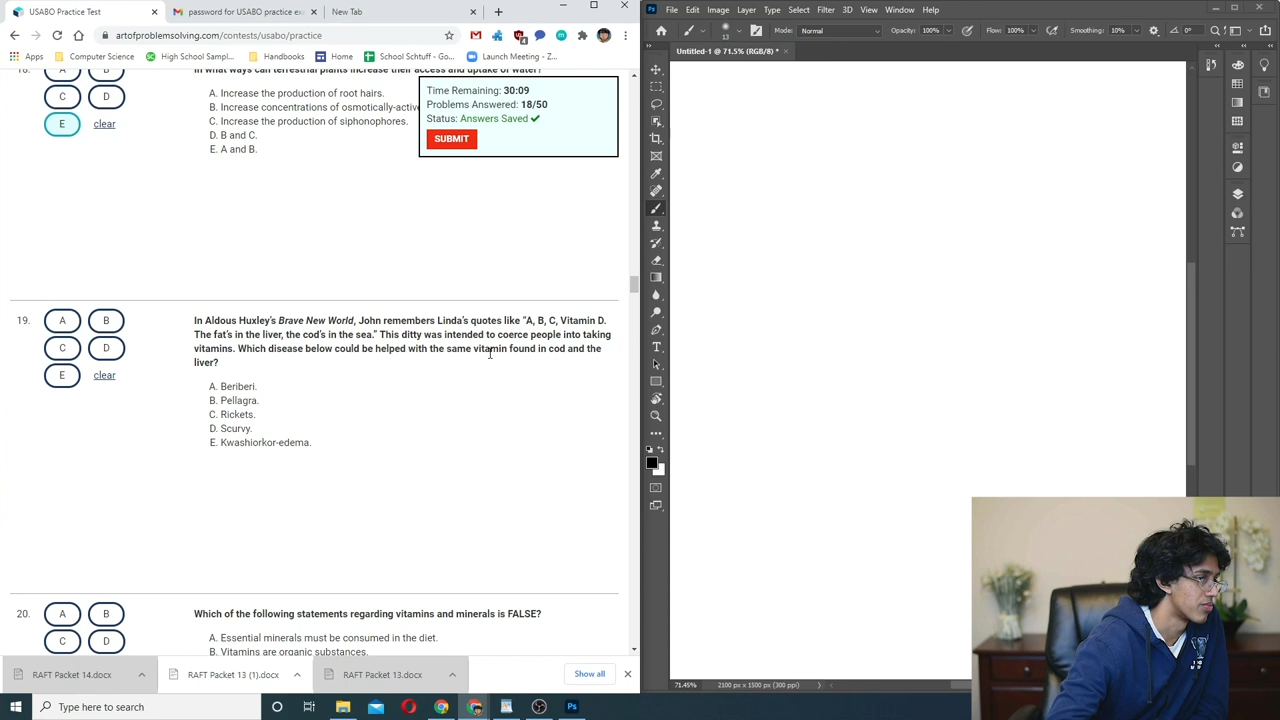 USABO Practice Test
password for USABO practice ex
New Tab
Ps
File
Edit
Image
Layer
Type
Select
Filter
3D
View
Window
Help
artofproblemsolving.com/contests/usabo/practice
Mode:
Normal
Opacity: 100%
Flow: 100%
Smoothing: 10%
0°
Apps
Computer Science
High School Sampl...
Handbooks
Home
School Schtuff - Go...
Launch Meeting - Z...
Untitled-1 @ 71.5% (RGB/8) *
13
18.
A
B
In what ways can terrestrial plants increase their access and uptake of water?
C
D
A. Increase the production of root hairs.
B. Increase concentrations of osmotically-active
C. Increase the production of siphonophores.
E
clear
D. B and C.
E. A and B.
Time Remaining: 30:09
Problems Answered: 18/50
Status: Answers Saved ✔
SUBMIT
19.
A
B
In Aldous Huxley's Brave New World, John remembers Linda's quotes like "A, B, C, Vitamin D.
The fat's in the liver, the cod's in the sea." This ditty was intended to coerce people into taking
C
D
vitamins. Which disease below could be helped with the same vitamin found in cod and the
liver?
E
clear
A. Beriberi.
B. Pellagra.
C. Rickets.
D. Scurvy.
E. Kwashiorkor-edema.
20.
A
B
Which of the following statements regarding vitamins and minerals is FALSE?
C
D
A. Essential minerals must be consumed in the diet.
B. Vitamins are organic substances.
RAFT Packet 14.docx
RAFT Packet 13 (1).docx
RAFT Packet 13.docx
Show all
71.45%
2100 px x 1500 px (300 ppi)
Type here to search
Ps